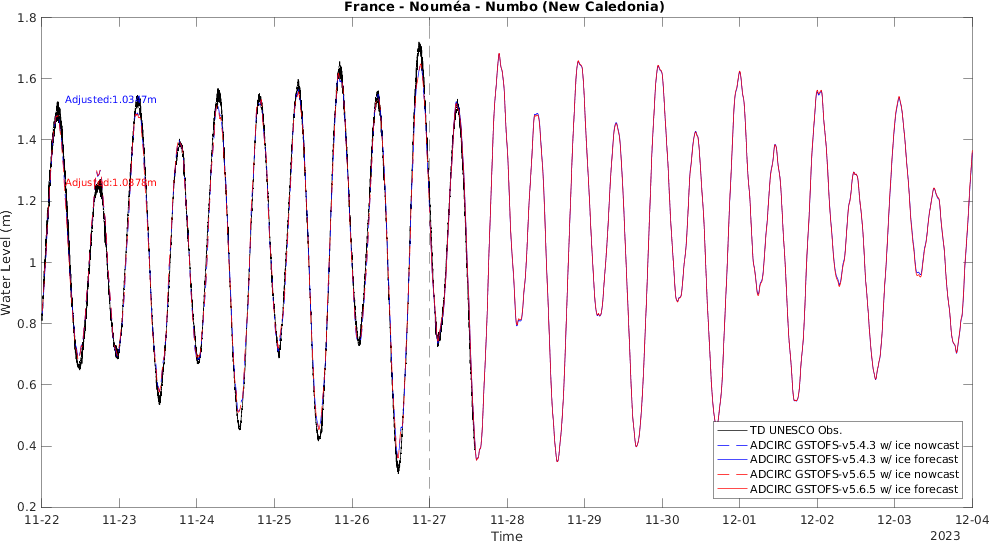 France - Nouméa - Numbo (New Caledonia)
Water Level (m)
1.8
1.6
1.4
1.2
1
0.8
0.6
0.4
0.2
Adjusted:1.0378m
TD UNESCO Obs.
ADCIRC GSTOFS-v5.4.3 w/ ice nowcast
ADCIRC GSTOFS-v5.4.3 w/ ice forecast
ADCIRC GSTOFS-v5.6.5 w/ ice nowcast
ADCIRC GSTOFS-v5.6.5 w/ ice forecast
11-22 11-23 11-24 11-25 11-26 11-27 11-28 11-29 11-30 12-01 12-02 12-03 12-04
Time
2023